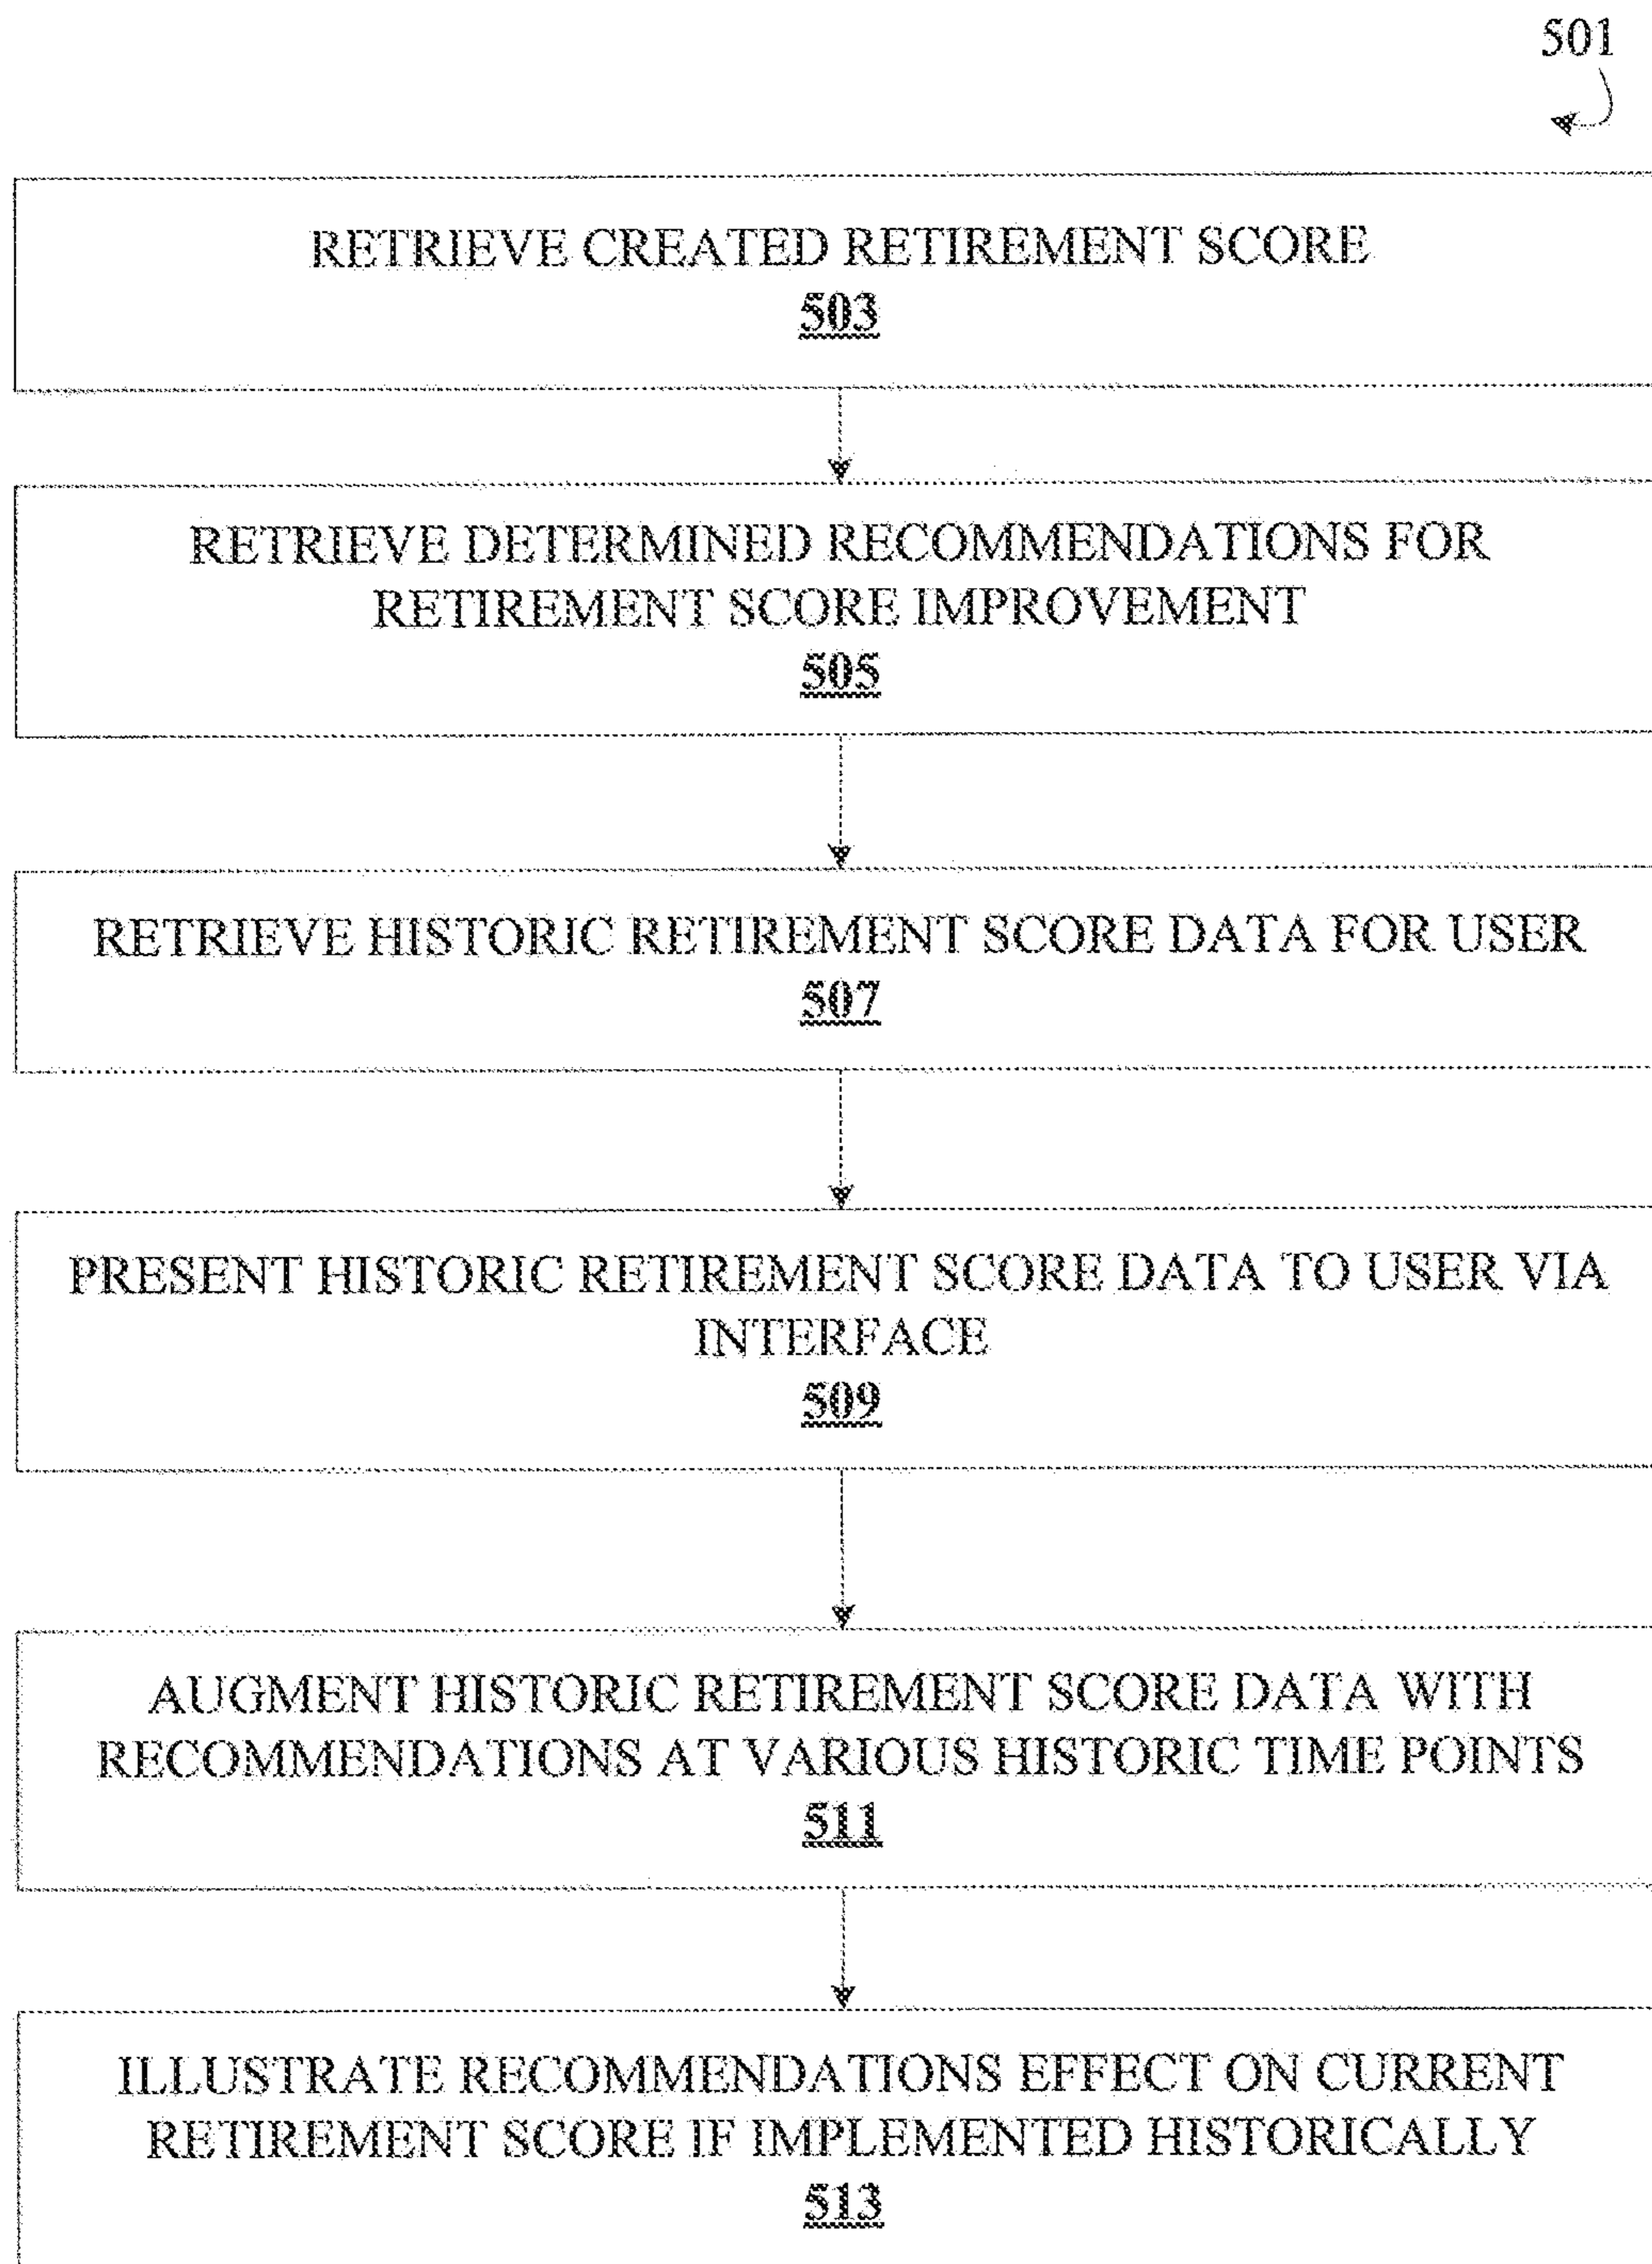 501
RETRIEVE CREATED RETIREMENT SCORE
503
RETRIEVE DETERMINED RECOMMENDATIONS FOR
RETIREMENT SCORE IMPROVEMENT
505
RETRIEVE HISTORIC RETIREMENT SCORE DATA FOR USER
507
PRESENT HISTORIC RETIREMENT SCORE DATA TO USER VIA
INTERFACE
509
AUGMENT HISTORIC RETIREMENT SCORE DATA WITH
RECOMMENDATIONS AT VARIOUS HISTORIC TIME POINTS
511
ILLUSTRATE RECOMMENDATIONS EFFECT ON CURRENT
RETIREMENT SCORE IF IMPLEMENTED HISTORICALLY
513